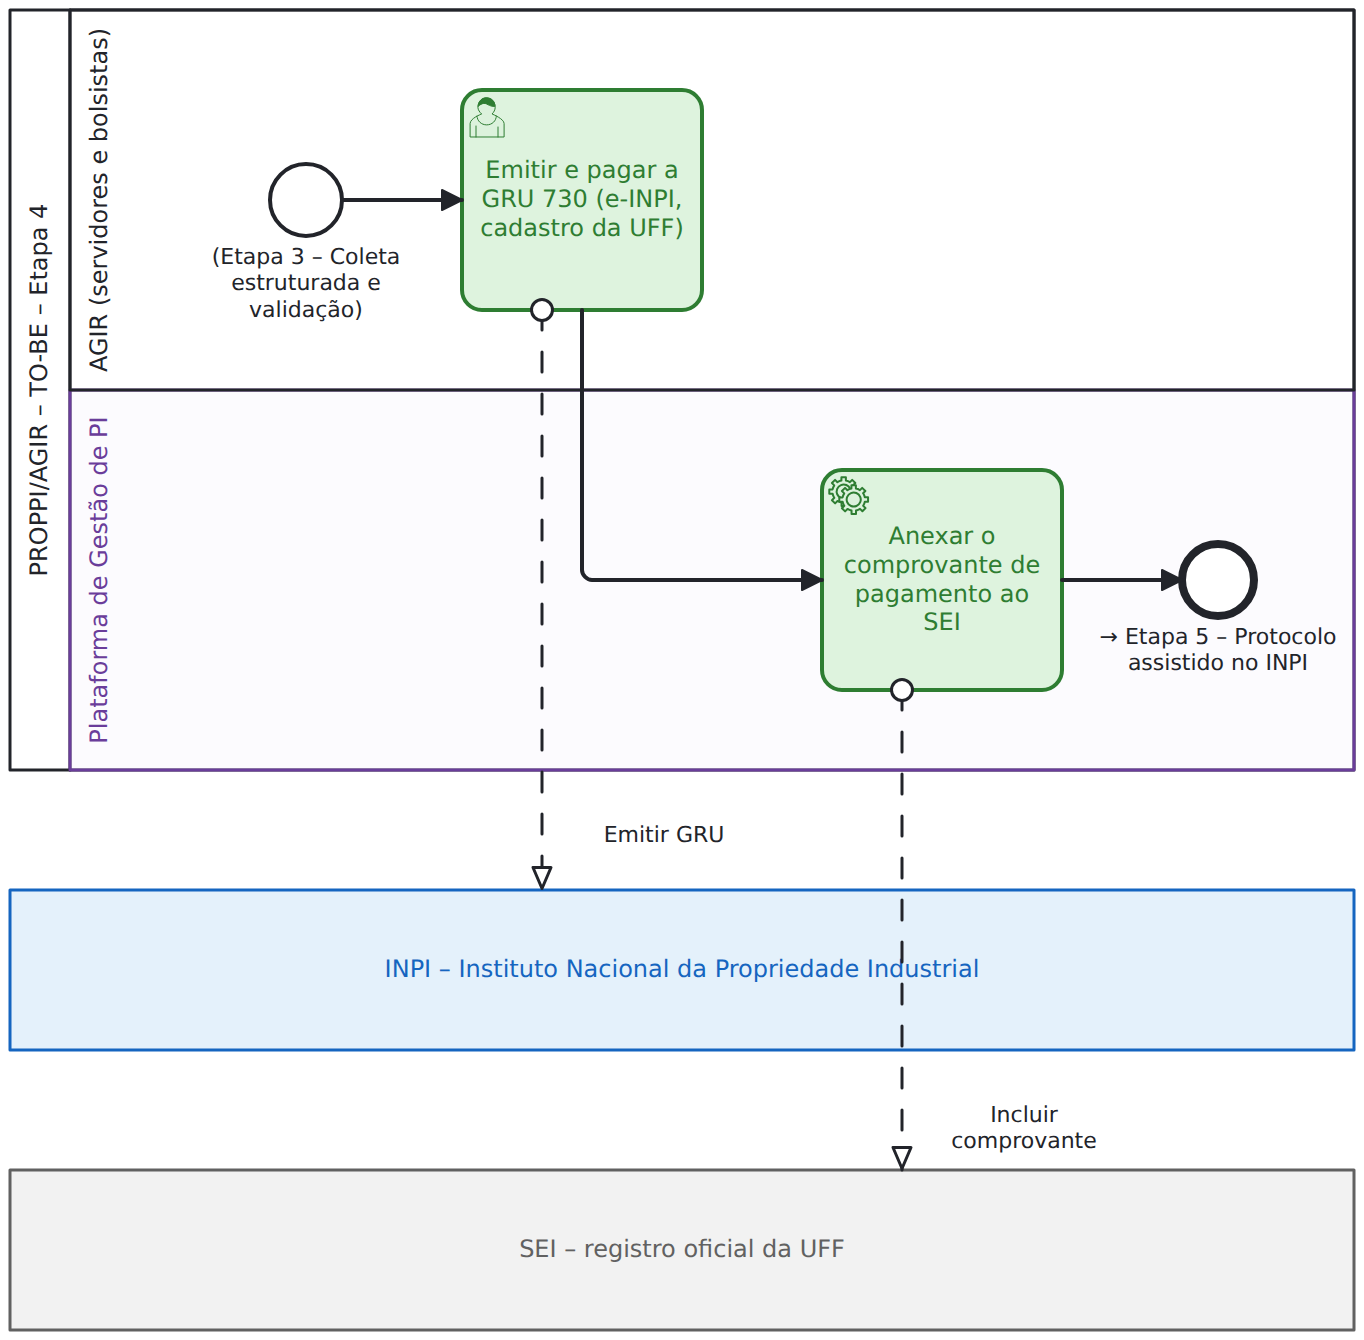 PROPPI/AGIR – TO-BE – Etapa 4
AGIR (servidores e bolsistas)
Emitir e pagar a
GRU 730 (e-INPI,
cadastro da UFF)
(Etapa 3 – Coleta
estruturada e
validação)
Plataforma de Gestão de PI
Anexar o
comprovante de
pagamento ao
SEI
→ Etapa 5 – Protocolo
assistido no INPI
Emitir GRU
INPI – Instituto Nacional da Propriedade Industrial
Incluir
comprovante
SEI – registro oficial da UFF